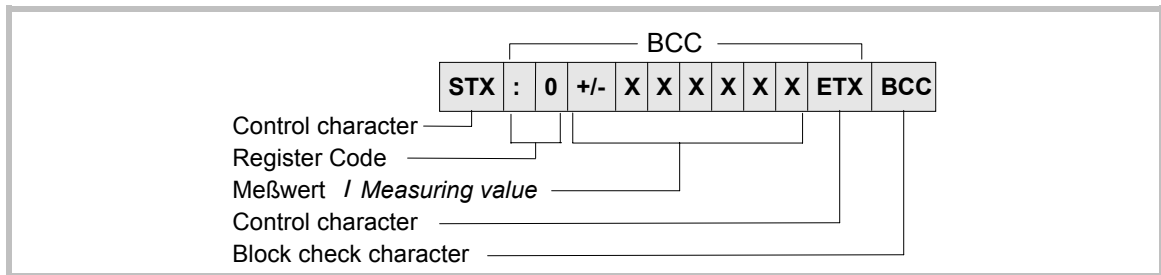 BCC
STX : 0 +/- X X X X X X ETX BCC
Control character
Register Code
Meßwert / Measuring value
Control character
Block check character